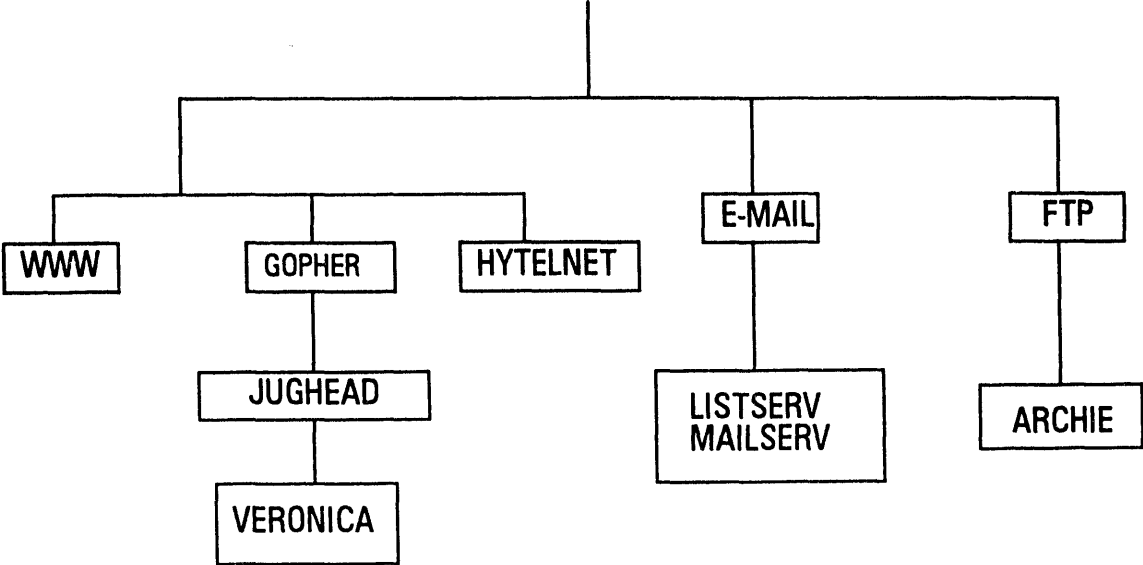 E-MAIL
FTP
WWW
GOPHER
HYTELNET
JUGHEAD
LISTSERV
MAILSERV
ARCHIE
VERONICA